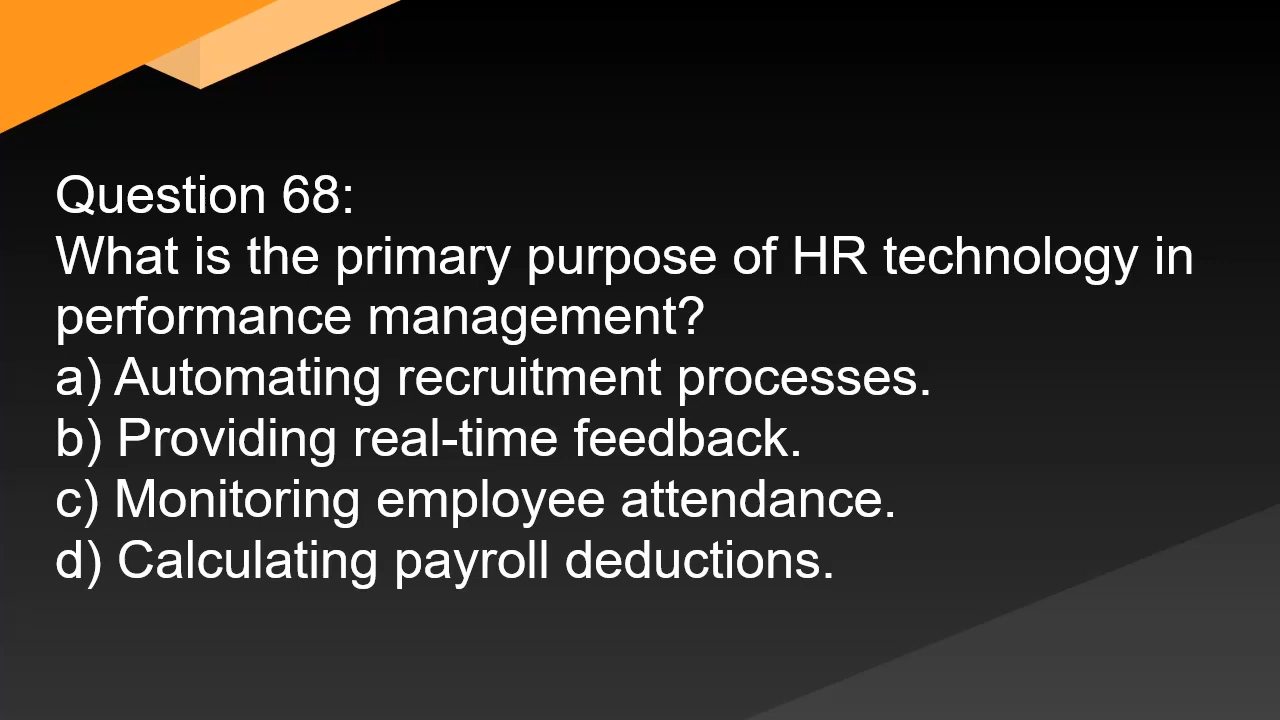 Question 68:
What is the primary purpose of HR technology in
performance management?
a) Automating recruitment processes.
b) Providing real-time feedback.
c) Monitoring employee attendance.
d) Calculating payroll deductions.